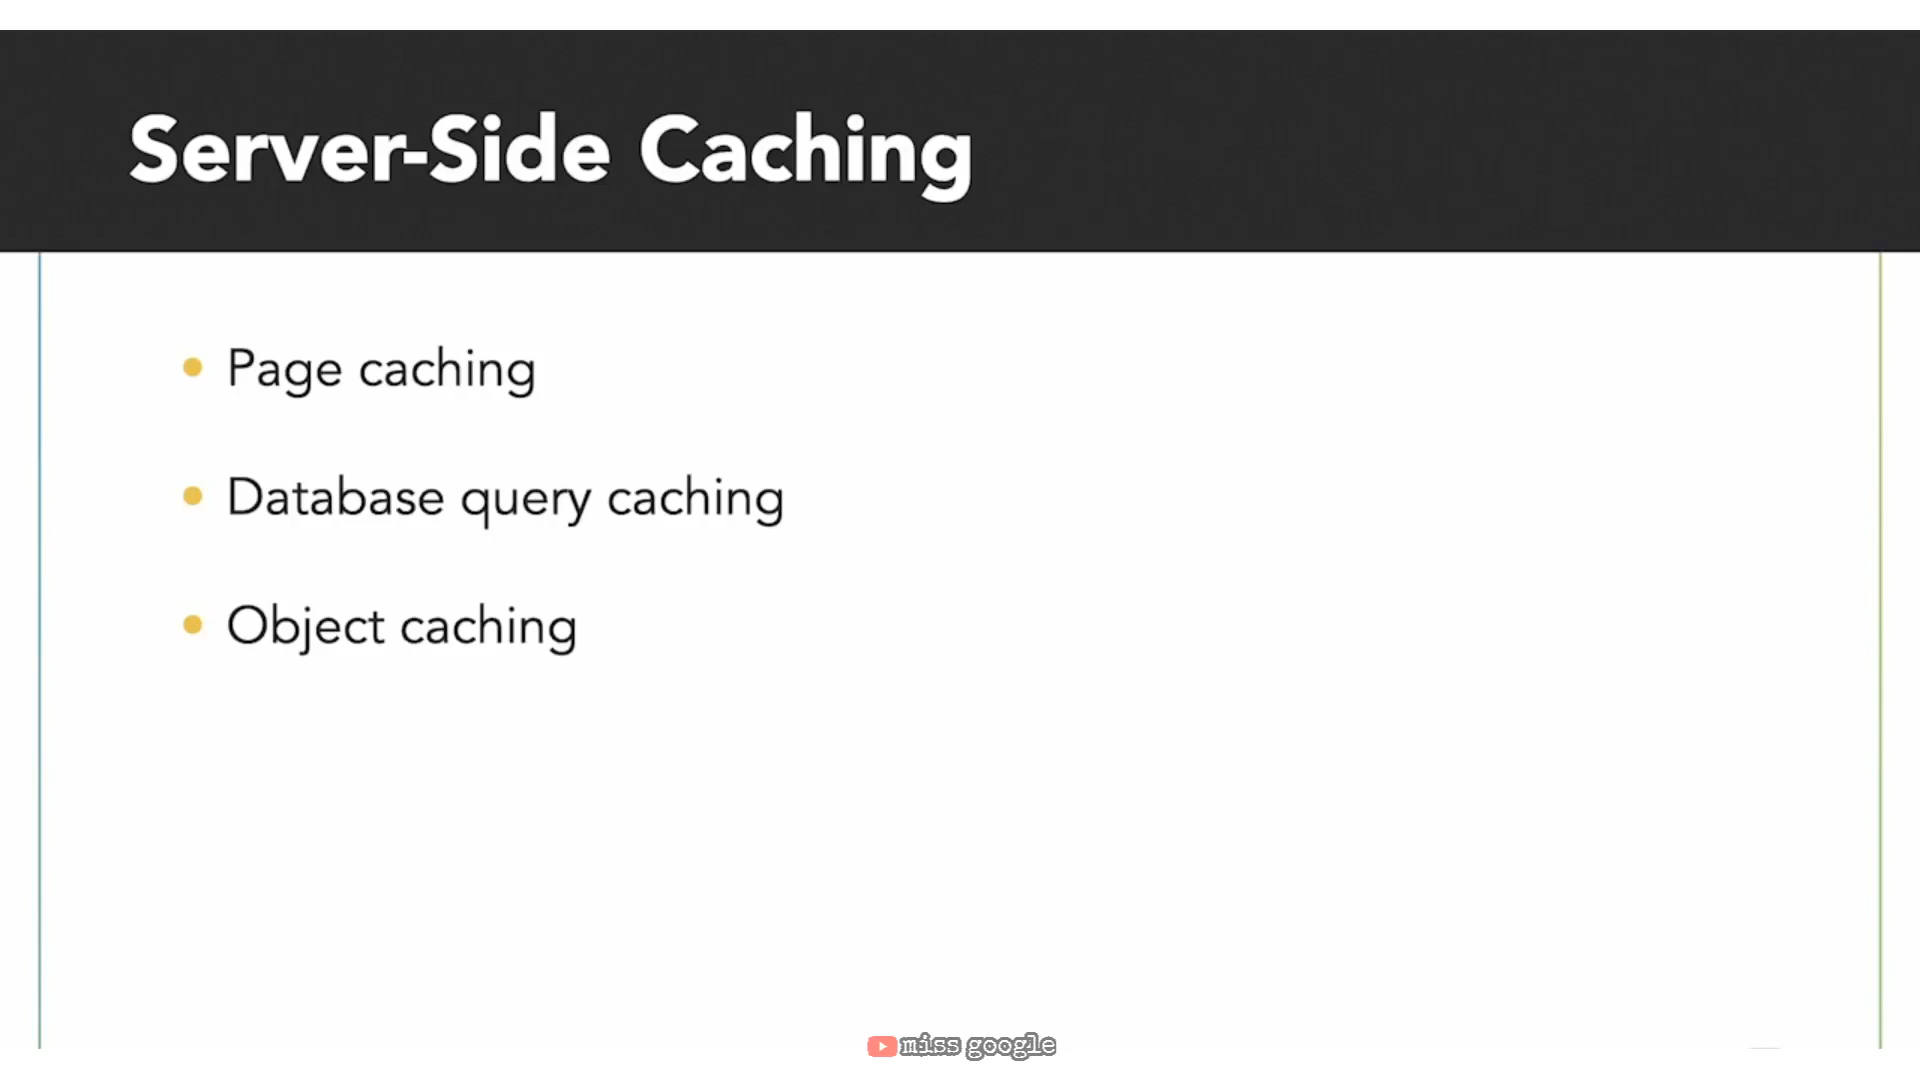 Server-Side Caching
Page caching
Database query caching
Object caching
miss google